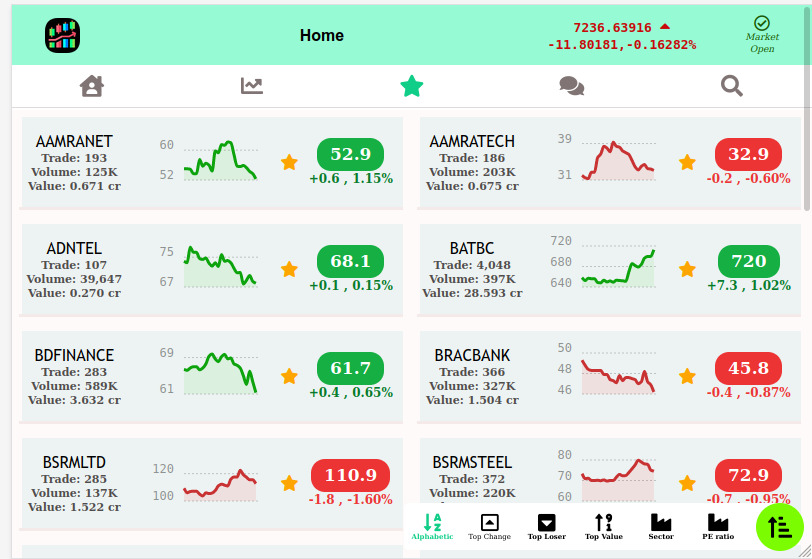 Home
7236.63916
-11.80181,-0.16282%
Market
Open
AAMRANET
Trade: 193
Volume: 125K
Value: 0.671 cr
60
52
52.9
+0.6 , 1.15%
AAMRATECH
Trade: 186
Volume: 203K
Value: 0.675 cr
39
31
32.9
-0.2 , -0.60%
ADNTEL
Trade: 107
Volume: 39,647
Value: 0.270 cr
75
67
68.1
+0.1 , 0.15%
BATBC
Trade: 4,048
Volume: 397K
Value: 28.593 cr
720
680
640
720
+7.3 , 1.02%
BDFINANCE
Trade: 283
Volume: 589K
Value: 3.632 cr
69
61
61.7
+0.4 , 0.65%
BRACBANK
Trade: 366
Volume: 327K
Value: 1.504 cr
50
48
46
45.8
-0.4 , -0.87%
BSRMLTD
Trade: 285
Volume: 137K
Value: 1.522 cr
120
100
110.9
-1.8 , -1.60%
BSRMSTEEL
Trade: 372
Volume: 220K
80
70
60
72.9
-0.7 , -0.95%
Alphabetic
Top Change
Top Loser
Top Value
Sector
PE ratio